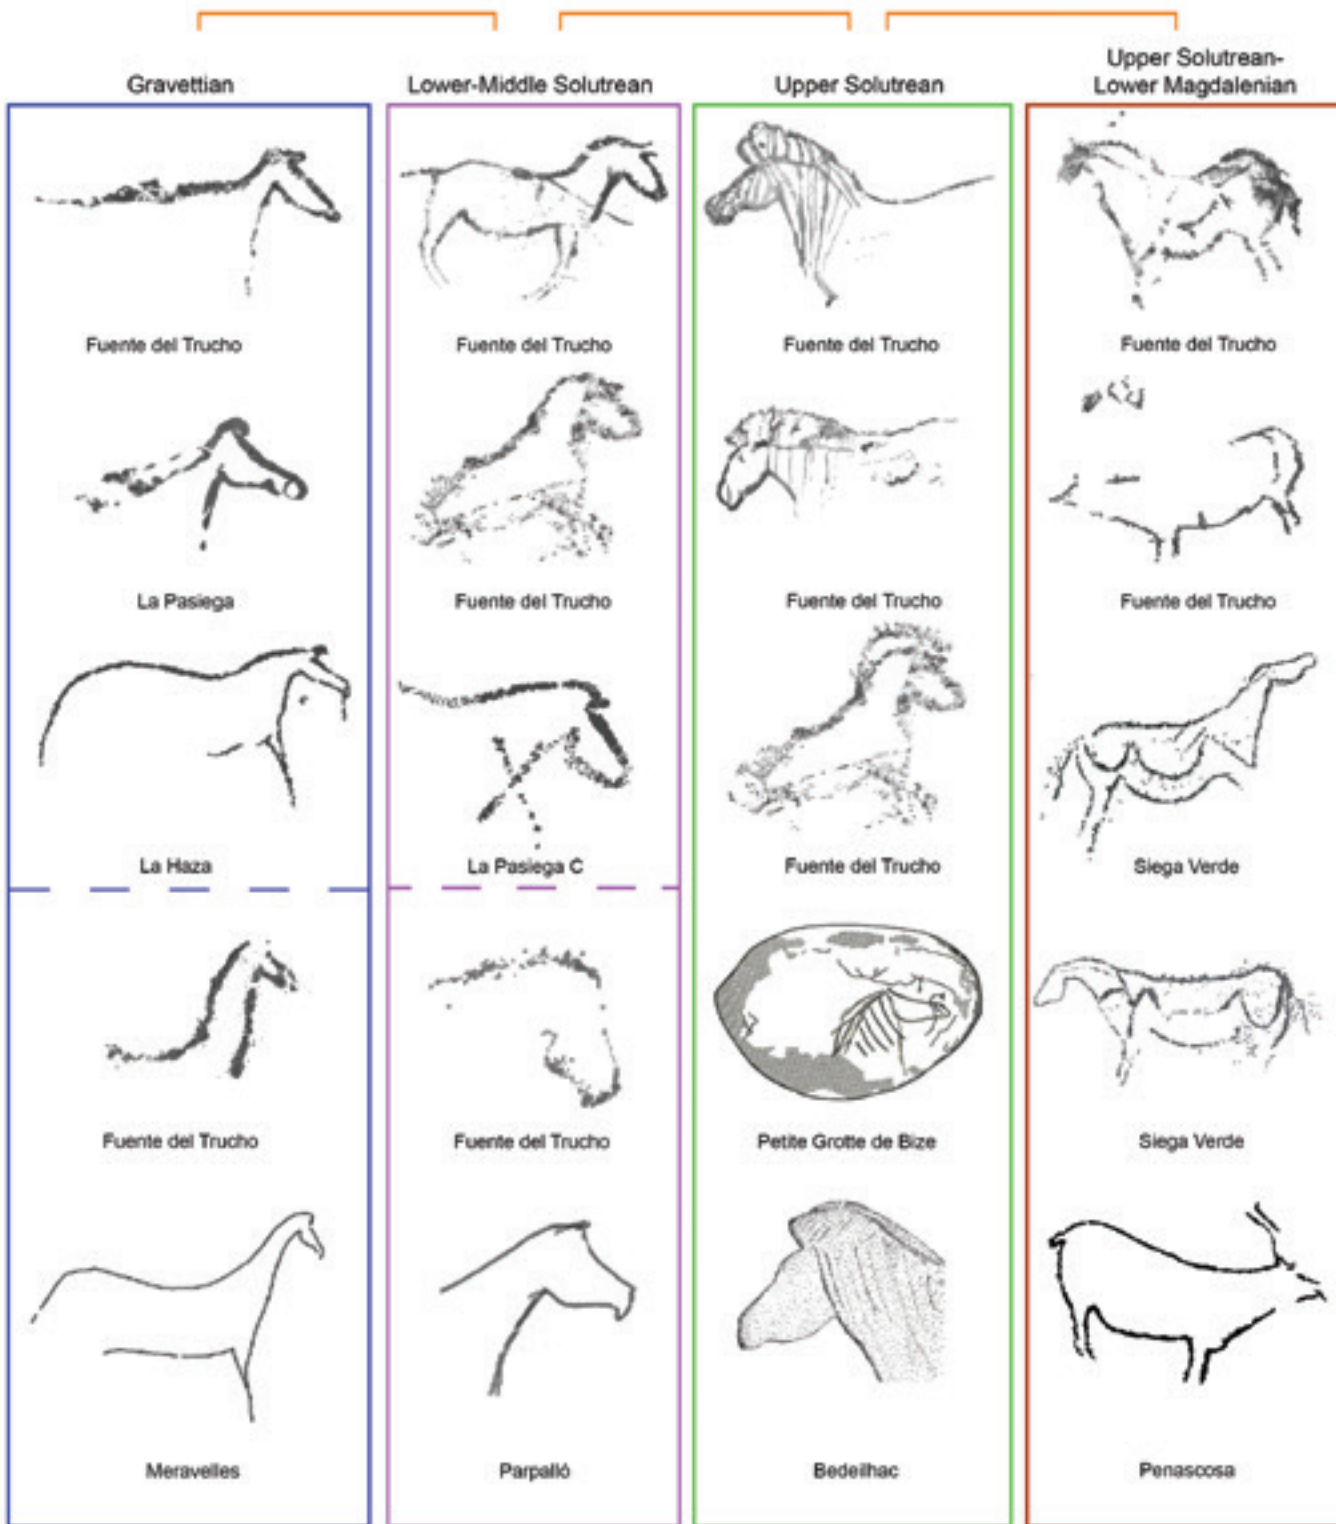 Gravettian
Fuente del Trucho
La Pasiega
La Haza
Fuente del Trucho
Meravelles
Lower-Middle Solutrean
Fuente del Trucho
Fuente del Trucho
La Pasiega C
Fuente del Trucho
Parpalló
Upper Solutrean
Fuente del Trucho
Fuente del Trucho
Fuente del Trucho
Petite Grotte de Bize
Bedeilhac
Upper Solutrean-
Lower Magdalenian
Fuente del Trucho
Fuente del Trucho
Siega Verde
Siega Verde
Penascosa